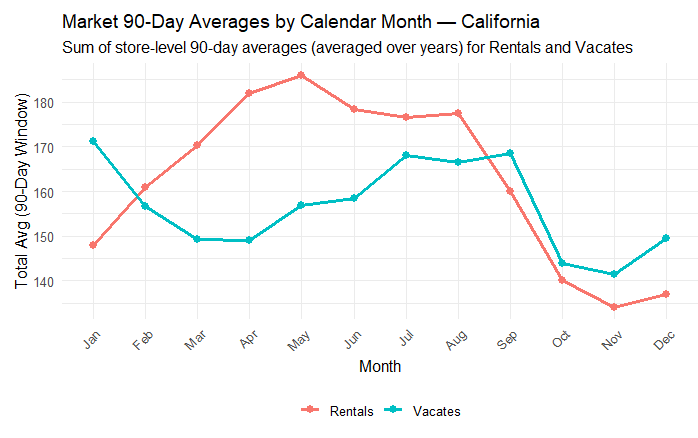 Market 90-Day Averages by Calendar Month — California
Sum of store-level 90-day averages (averaged over years) for Rentals and Vacates
Total Avg (90-Day Window)
180
170
160
150
140
Jan Feb Mar Apr May Jun Jul Aug Sep Oct Nov Dec
Month
Rentals Vacates